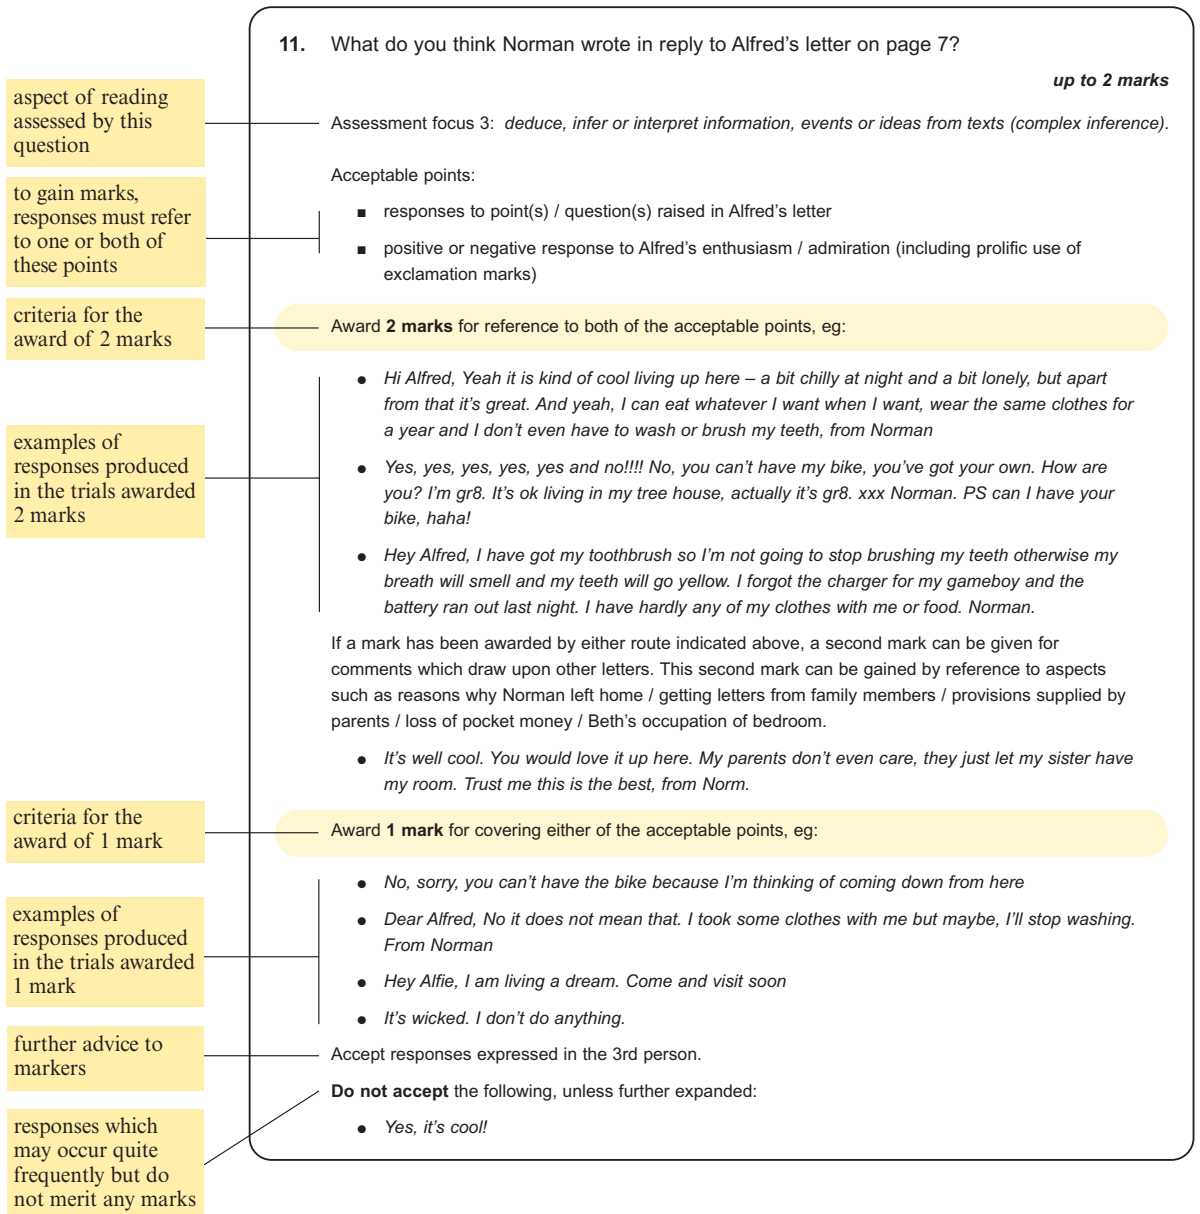 11. What do you think Norman wrote in reply to Alfred's letter on page 7?
up to 2 marks
aspect of reading
assessed by this
question
Assessment focus 3: deduce, infer or interpret information, events or ideas from texts (complex inference).
to gain marks,
responses must refer
to one or both of
these points
Acceptable points:
■ responses to point(s) / question(s) raised in Alfred's letter
■ positive or negative response to Alfred's enthusiasm / admiration (including prolific use of
exclamation marks)
criteria for the
award of 2 marks
Award 2 marks for reference to both of the acceptable points, eg:
examples of
responses produced
in the trials awarded
2 marks
● Hi Alfred, Yeah it is kind of cool living up here – a bit chilly at night and a bit lonely, but apart
from that it's great. And yeah, I can eat whatever I want when I want, wear the same clothes for
a year and I don't even have to wash or brush my teeth, from Norman
● Yes, yes, yes, yes, yes and no!!!! No, you can't have my bike, you've got your own. How are
you? I'm gr8. It's ok living in my tree house, actually it's gr8. xxx Norman. PS can I have your
bike, haha!
● Hey Alfred, I have got my toothbrush so I'm not going to stop brushing my teeth otherwise my
breath will smell and my teeth will go yellow. I forgot the charger for my gameboy and the
battery ran out last night. I have hardly any of my clothes with me or food. Norman.
If a mark has been awarded by either route indicated above, a second mark can be given for
comments which draw upon other letters. This second mark can be gained by reference to aspects
such as reasons why Norman left home / getting letters from family members / provisions supplied by
parents / loss of pocket money / Beth's occupation of bedroom.
● It's well cool. You would love it up here. My parents don't even care, they just let my sister have
my room. Trust me this is the best, from Norm.
criteria for the
award of 1 mark
Award 1 mark for covering either of the acceptable points, eg:
examples of
responses produced
in the trials awarded
1 mark
● No, sorry, you can't have the bike because I'm thinking of coming down from here
● Dear Alfred, No it does not mean that. I took some clothes with me but maybe, I'll stop washing.
From Norman
● Hey Alfie, I am living a dream. Come and visit soon
● It's wicked. I don't do anything.
further advice to
markers
Accept responses expressed in the 3rd person.
responses which
may occur quite
frequently but do
not merit any marks
Do not accept the following, unless further expanded:
● Yes, it's cool!